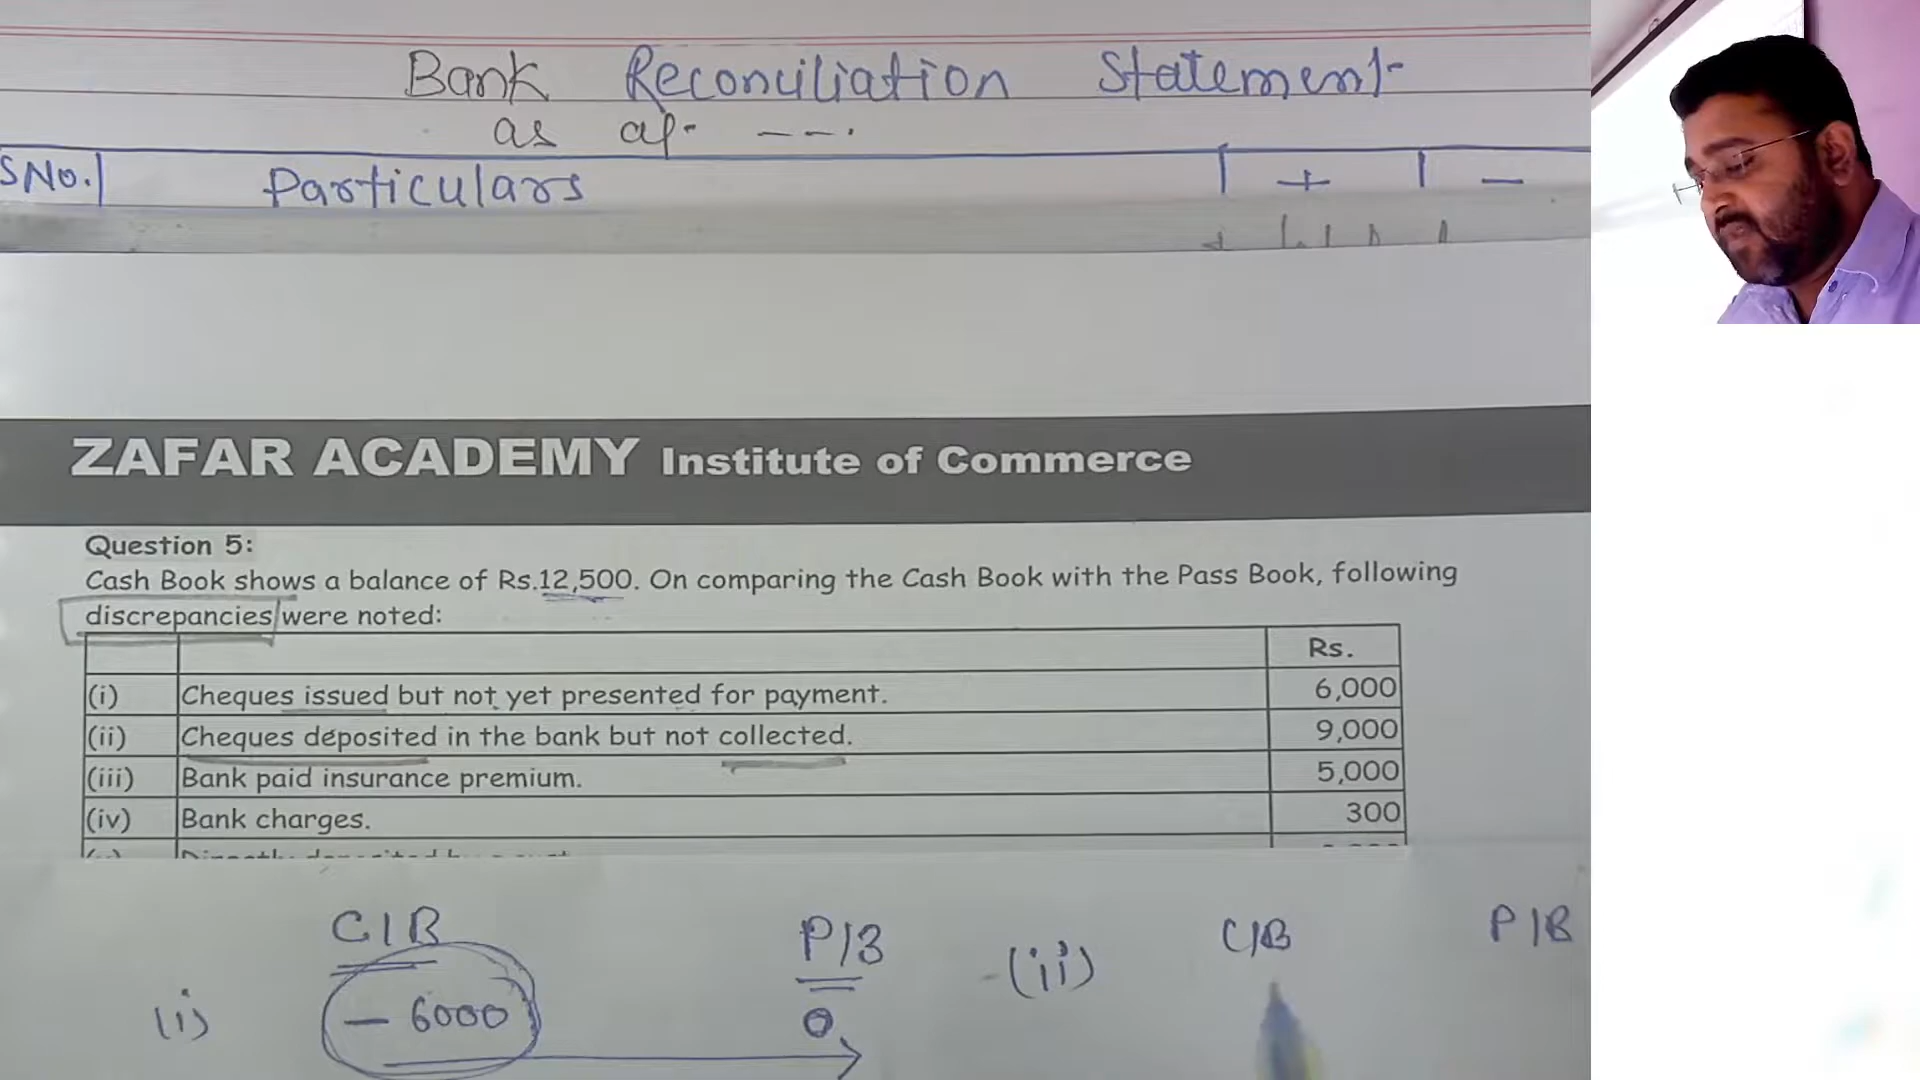 Bank Reconciliation Statement
as at ---.
S No. Particulars + -
ZAFAR ACADEMY Institute of Commerce
Question 5:
Cash Book shows a balance of Rs.12,500. On comparing the Cash Book with the Pass Book, following
discrepancies were noted:
Rs.
(i) Cheques issued but not yet presented for payment. 6,000
(ii) Cheques deposited in the bank but not collected. 9,000
(iii) Bank paid insurance premium. 5,000
(iv) Bank charges. 300
C/B P/B (ii) C/B P/B
(i) - 6000 0